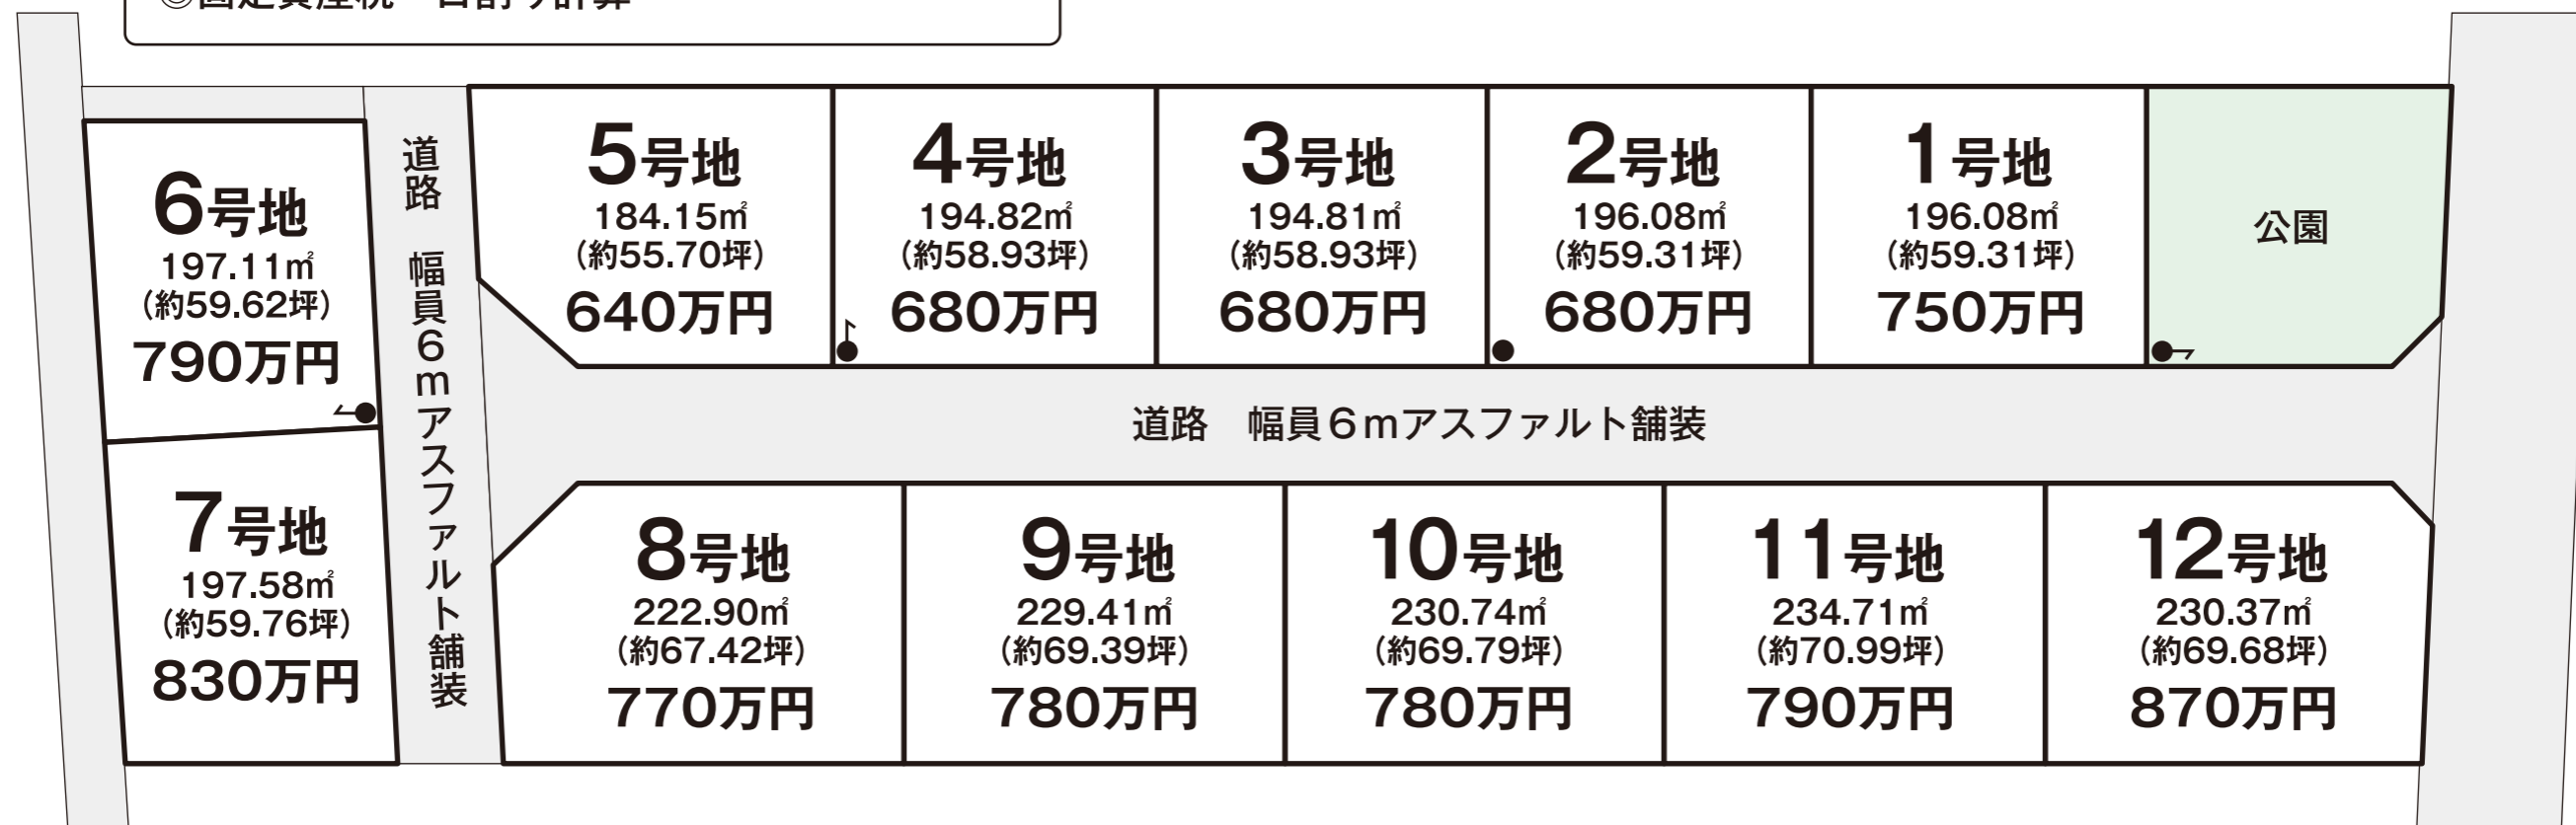 ◎固定資産税 日割り計算
5号地
184.15㎡
(約55.70坪)
640万円
4号地
194.82㎡
(約58.93坪)
680万円
3号地
194.81㎡
(約58.93坪)
680万円
2号地
196.08㎡
(約59.31坪)
680万円
1号地
196.08㎡
(約59.31坪)
750万円
公園
6号地
197.11㎡
(約59.62坪)
790万円
道路 幅員6mアスファルト舗装
道路 幅員6mアスファルト舗装
7号地
197.58㎡
(約59.76坪)
830万円
8号地
222.90㎡
(約67.42坪)
770万円
9号地
229.41㎡
(約69.39坪)
780万円
10号地
230.74㎡
(約69.79坪)
780万円
11号地
234.71㎡
(約70.99坪)
790万円
12号地
230.37㎡
(約69.68坪)
870万円